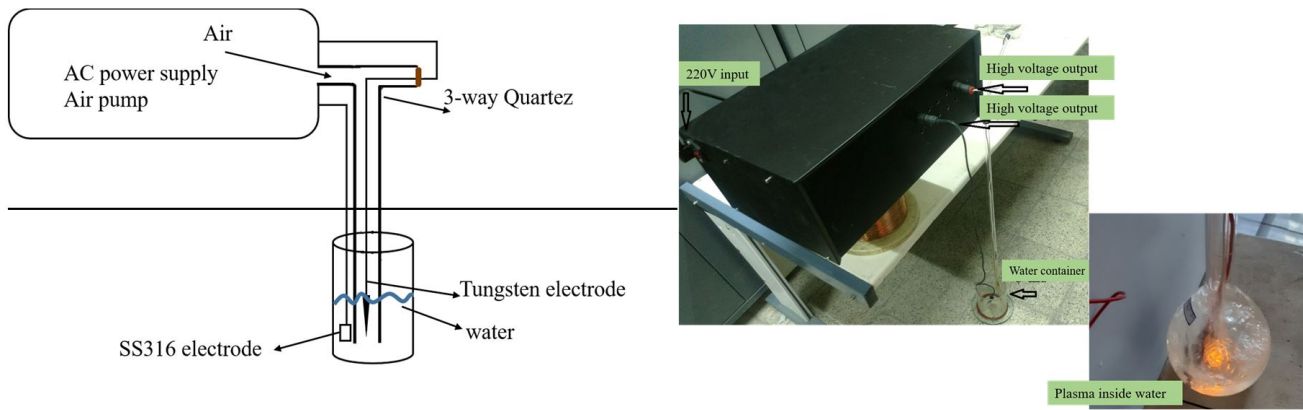 Air
AC power supply
Air pump
3-way Quartez
Tungsten electrode
water
SS316 electrode
220V input
High voltage output
High voltage output
Water container
Plasma inside water